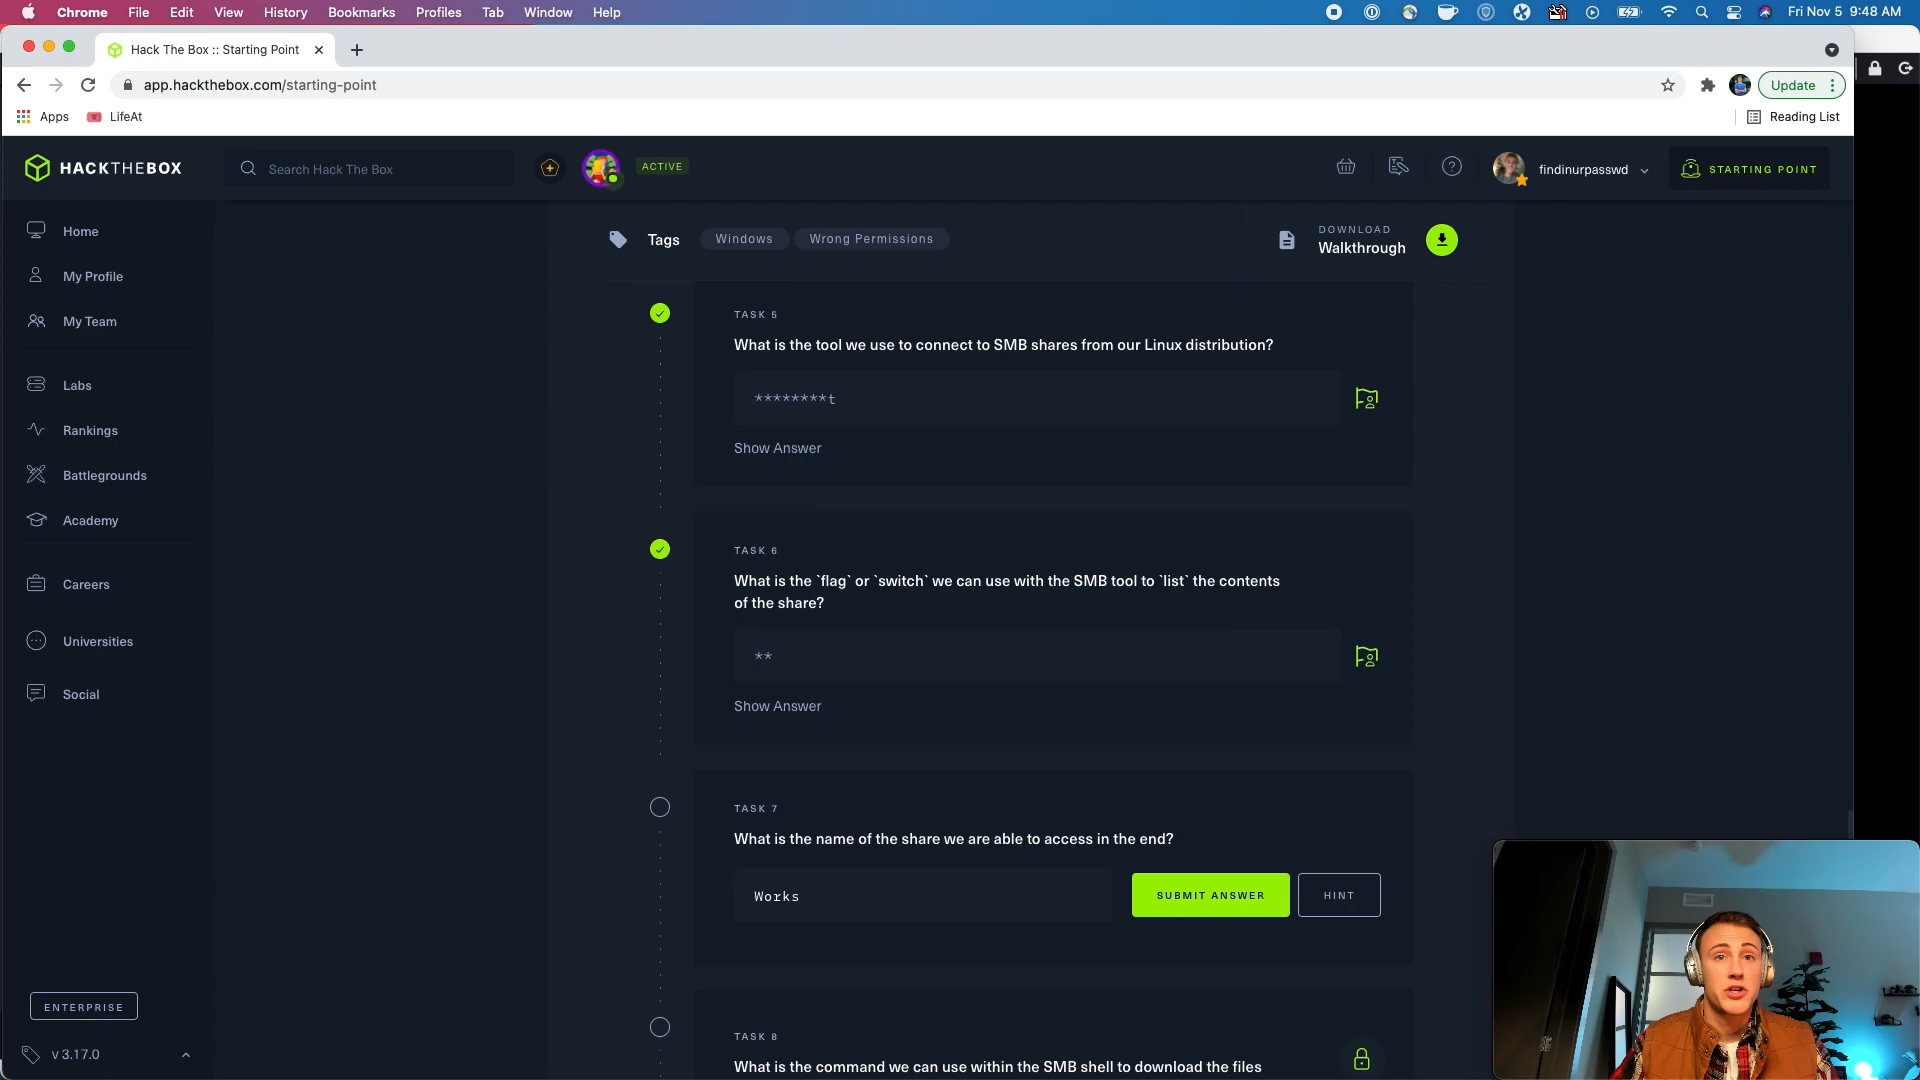 Chrome File Edit View History Bookmarks Profiles Tab Window Help Fri Nov 5 9:48 AM
Hack The Box :: Starting Point
app.hackthebox.com/starting-point
Update
Apps LifeAt Reading List
HACKTHEBOX
Search Hack The Box
ACTIVE
findinurpasswd
STARTING POINT
Home
My Profile
My Team
Labs
Rankings
Battlegrounds
Academy
Careers
Universities
Social
ENTERPRISE
v 3.17.0
Tags Windows Wrong Permissions
DOWNLOAD
Walkthrough
TASK 5
What is the tool we use to connect to SMB shares from our Linux distribution?
********t
Show Answer
TASK 6
What is the `flag` or `switch` we can use with the SMB tool to `list` the contents
of the share?
**
Show Answer
TASK 7
What is the name of the share we are able to access in the end?
Works
SUBMIT ANSWER HINT
TASK 8
What is the command we can use within the SMB shell to download the files